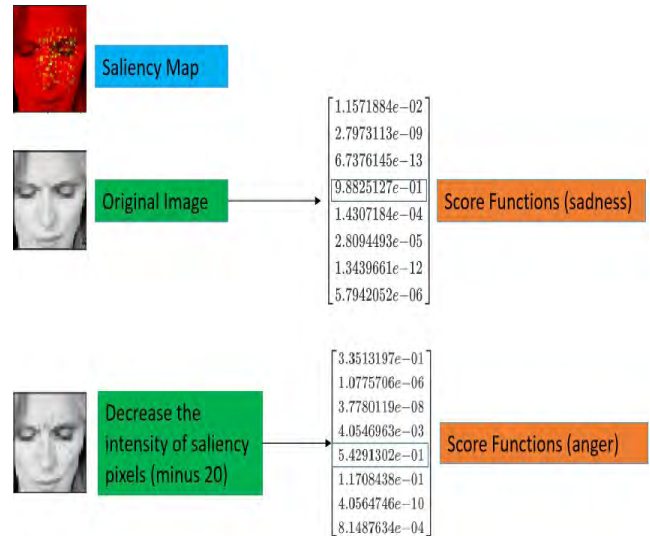 Saliency Map
1.1571884e−02
2.7973113e−09
6.7376145e−13
Original Image
9.8825127e−01
Score Functions (sadness)
1.4307184e−04
2.8094493e−05
1.3439661e−12
5.7942052e−06
3.3513197e−01
1.0775706e−06
3.7780119e−08
Decrease the
intensity of saliency
pixels (minus 20)
4.0546963e−03
5.4291302e−01
Score Functions (anger)
1.1708438e−01
4.0564746e−10
8.1487634e−04